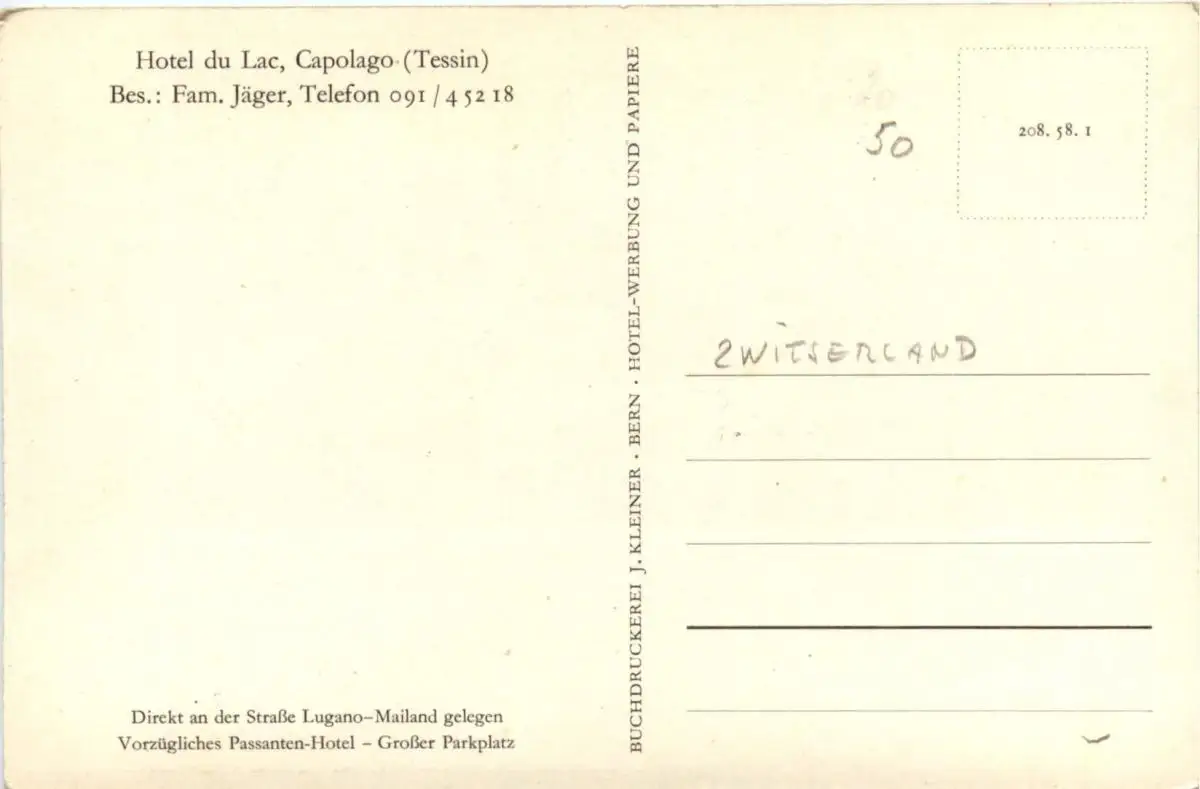 Hotel du Lac, Capolago (Tessin)
Bes.: Fam. Jäger, Telefon 091 / 4 52 18
Direkt an der Straße Lugano–Mailand gelegen
Vorzügliches Passanten-Hotel – Großer Parkplatz
BUCHDRUCKEREI J. KLEINER · BERN · HOTEL-WERBUNG UND PAPIERE
50
208. 58. 1
ZWITSERLAND